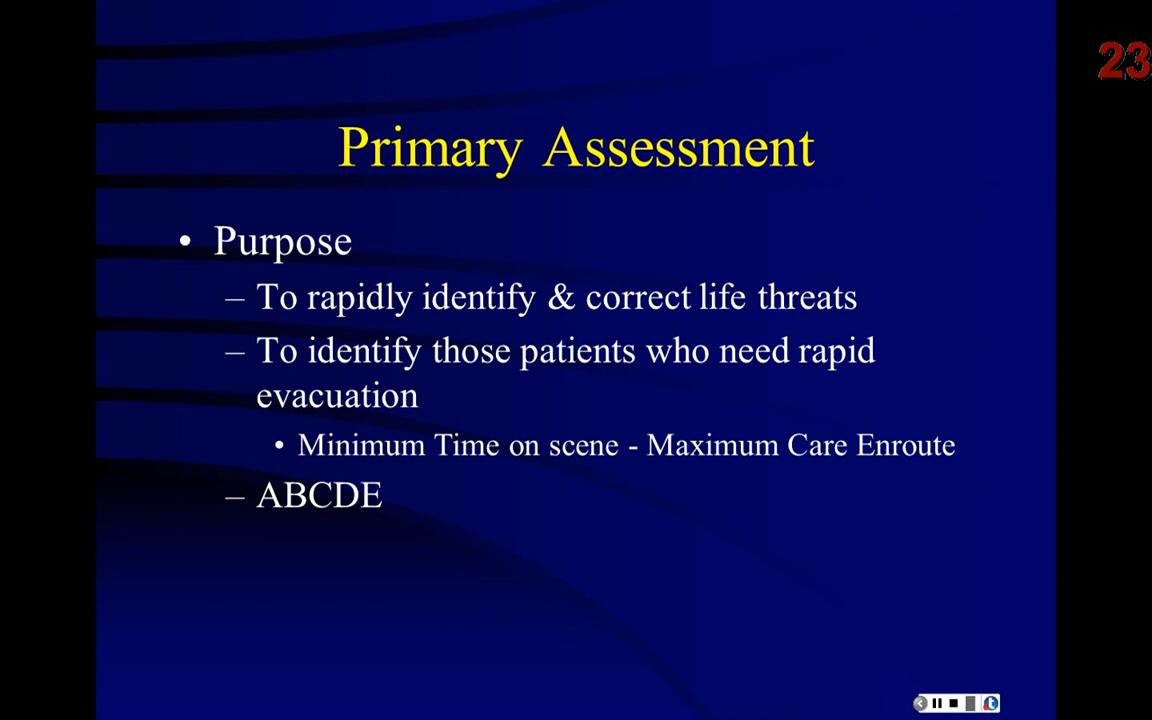 23
Primary Assessment
• Purpose
– To rapidly identify & correct life threats
– To identify those patients who need rapid
evacuation
• Minimum Time on scene - Maximum Care Enroute
– ABCDE